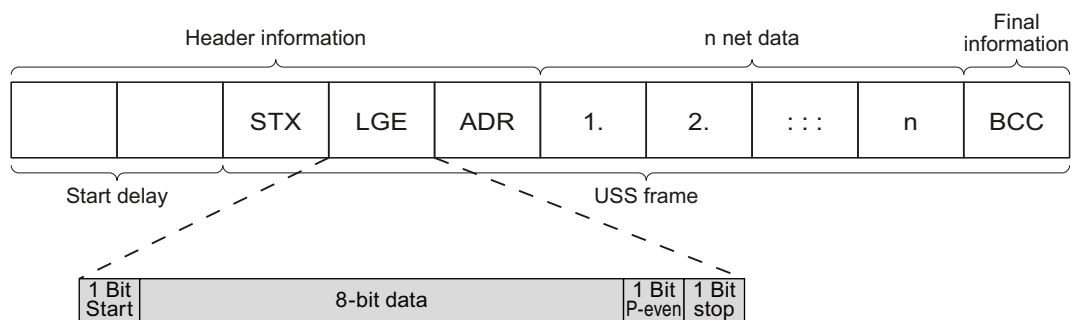 Header information
n net data
Final
information
STX LGE ADR 1. 2. : : : n BCC
Start delay
USS frame
1 Bit
Start
8-bit data
1 Bit
P-even
1 Bit
stop